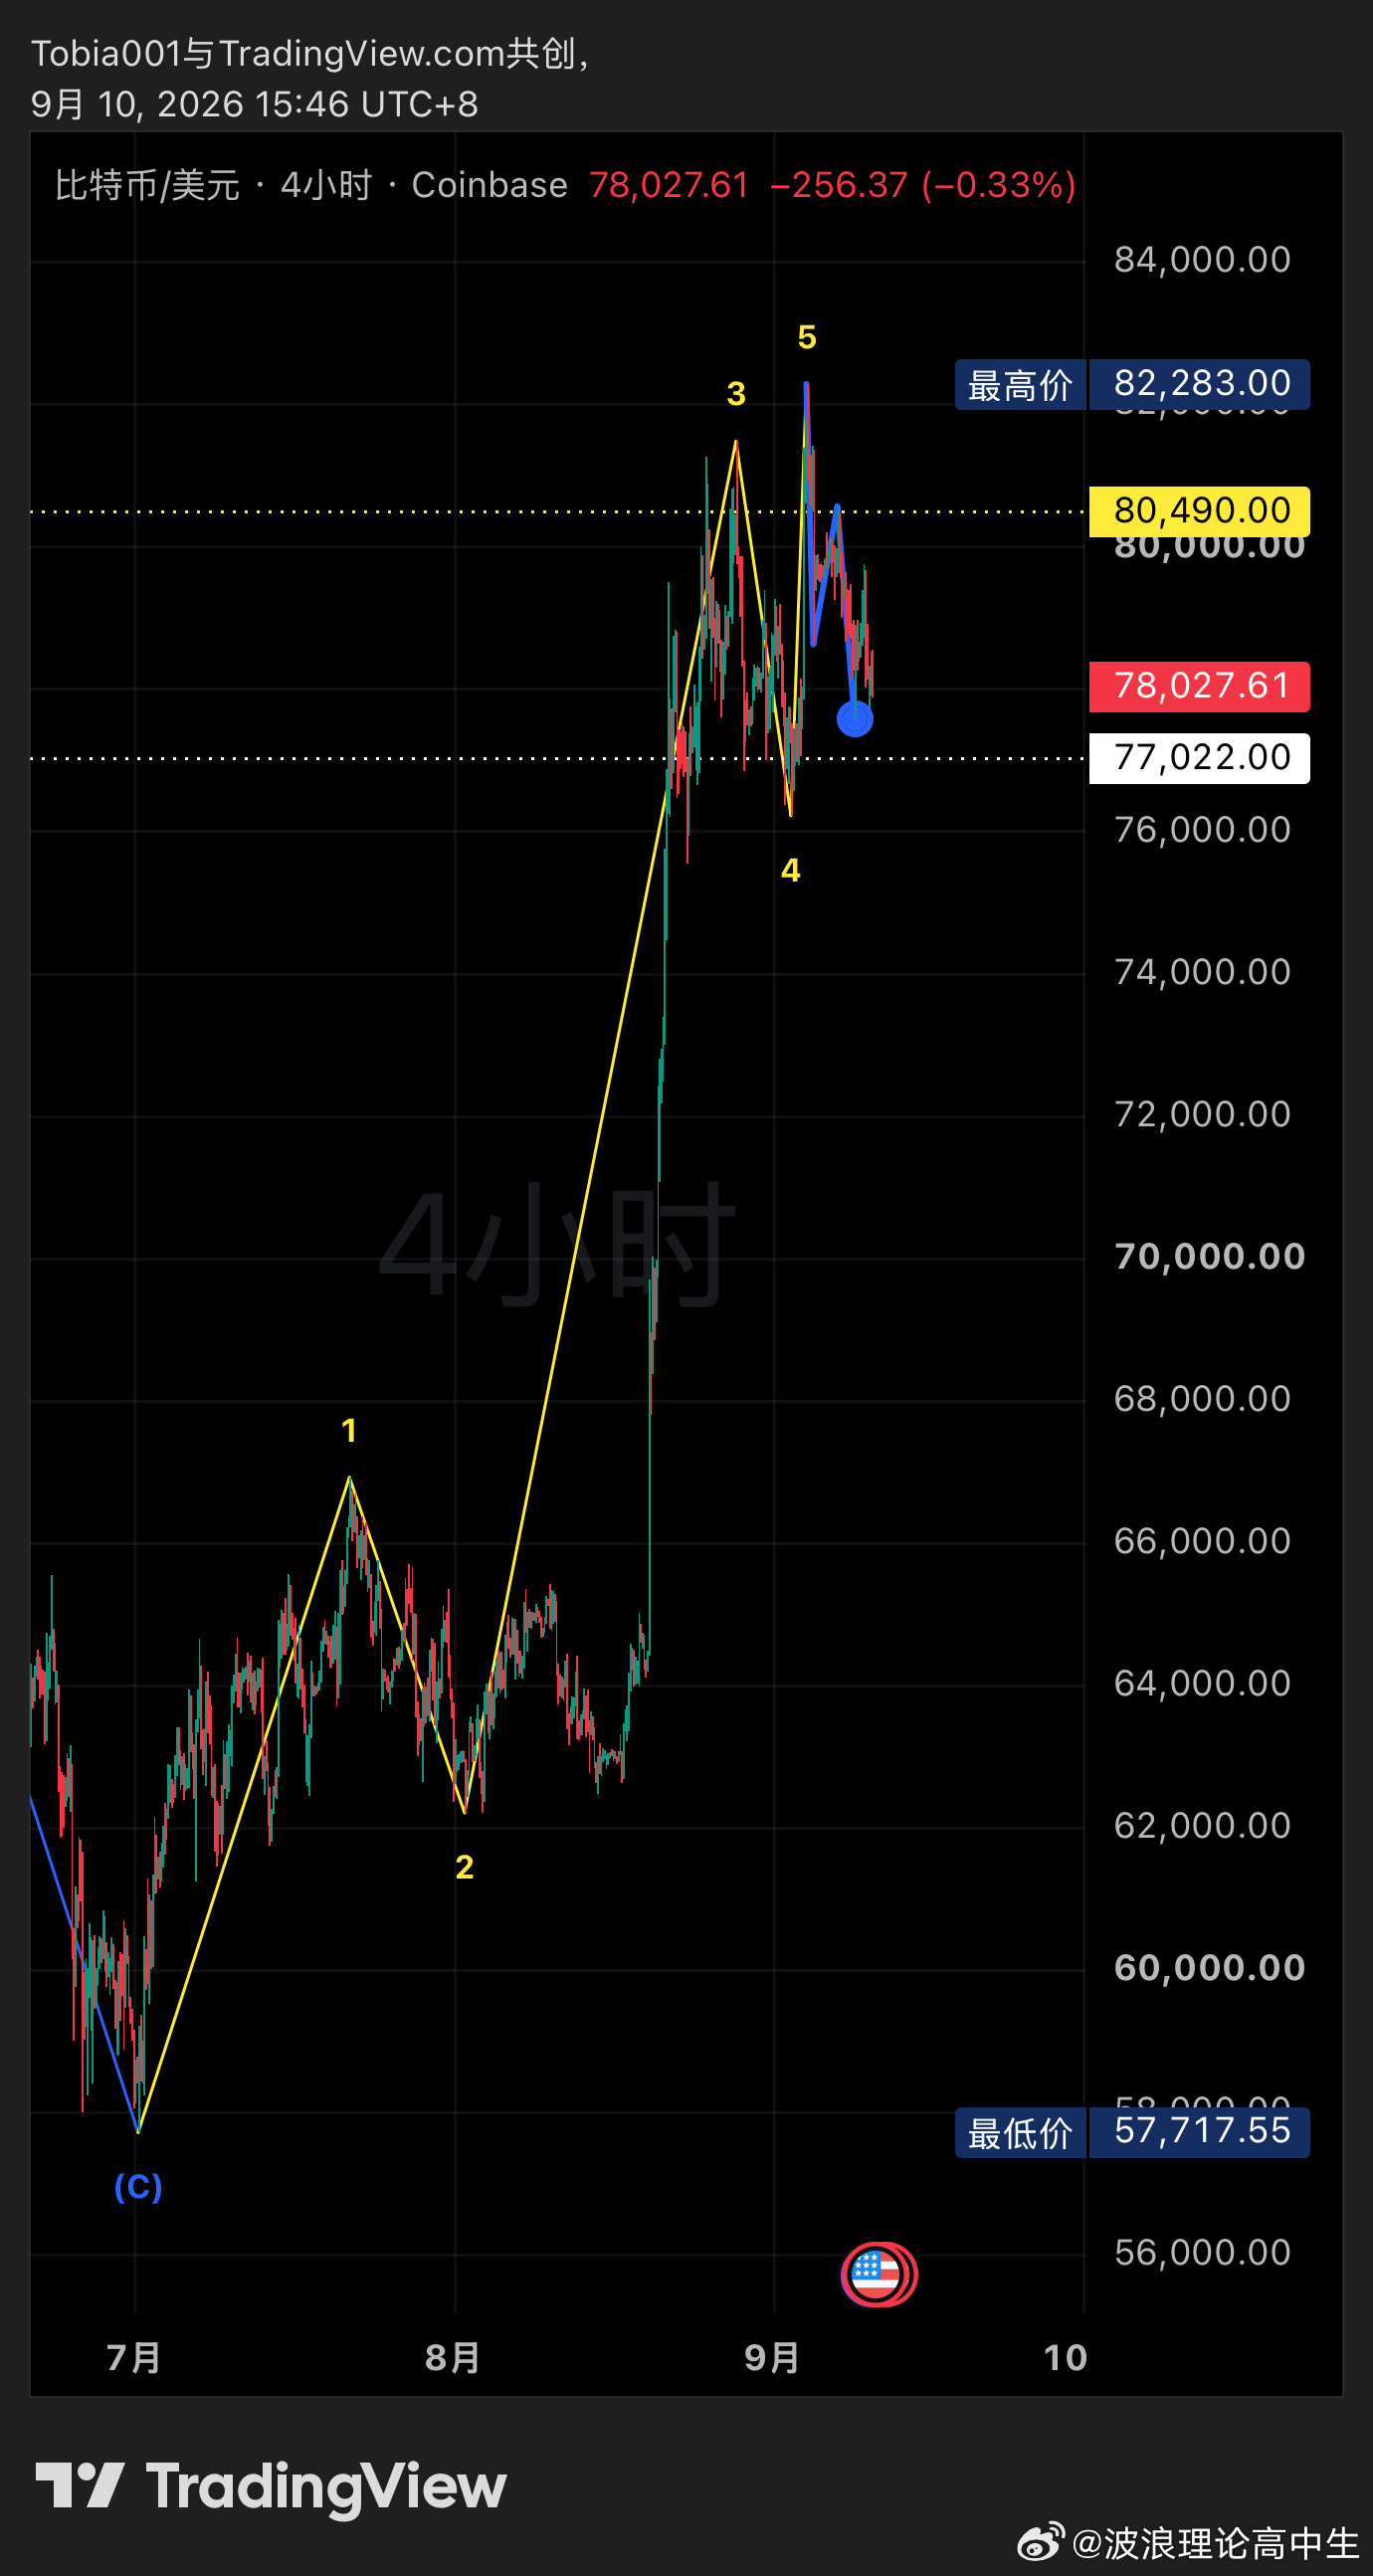 Tobia001与TradingView.com共创,
9月 10, 2026 15:46 UTC+8
比特币/美元 · 4小时 · Coinbase 78,027.61 −256.37 (−0.33%)
84,000.00
5
最高价 82,283.00
82,000.00
3
80,490.00
80,000.00
78,027.61
77,022.00
76,000.00
4
74,000.00
72,000.00
4小时
70,000.00
68,000.00
1
66,000.00
64,000.00
62,000.00
2
60,000.00
58,000.00
最低价 57,717.55
(C)
56,000.00
7月 8月 9月 10
TradingView
@波浪理论高中生